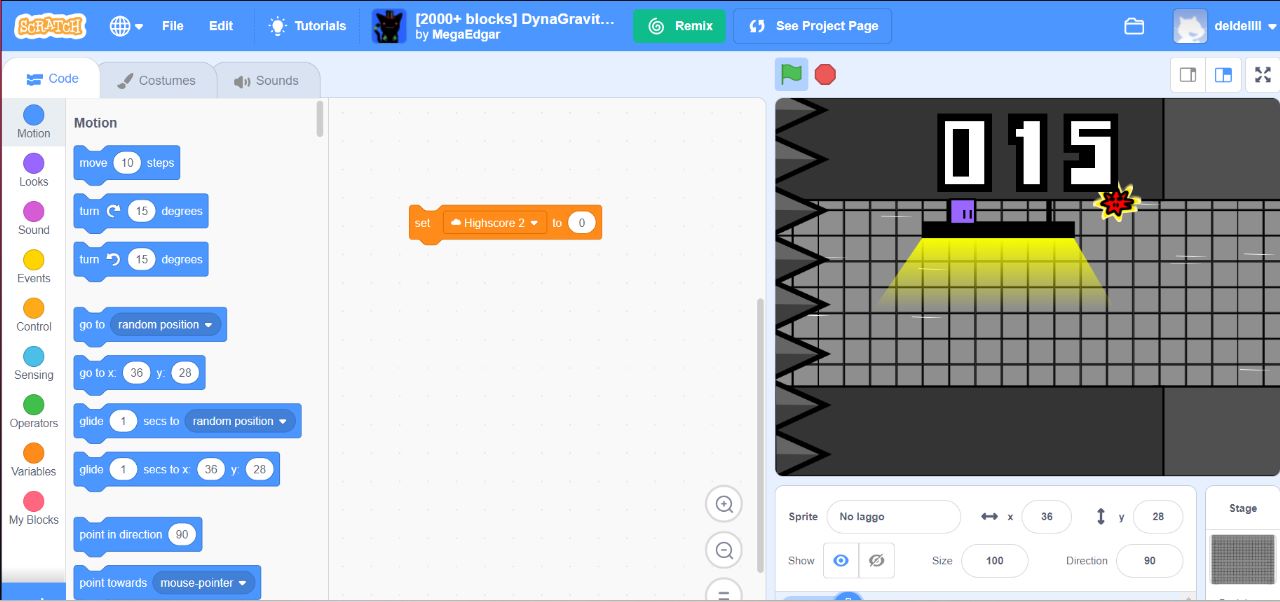 SCRATCH
File
Edit
Tutorials
[2000+ blocks] DynaGravit...
by MegaEdgar
Remix
See Project Page
deldellll
Code
Costumes
Sounds
Motion
Looks
Sound
Events
Control
Sensing
Operators
Variables
My Blocks
Motion
move 10 steps
turn 15 degrees
turn 15 degrees
go to random position
go to x: 36 y: 28
glide 1 secs to random position
glide 1 secs to x: 36 y: 28
point in direction 90
point towards mouse-pointer
set Highscore 2 to 0
015
Sprite No laggo x 36 y 28
Show Size 100 Direction 90
Stage